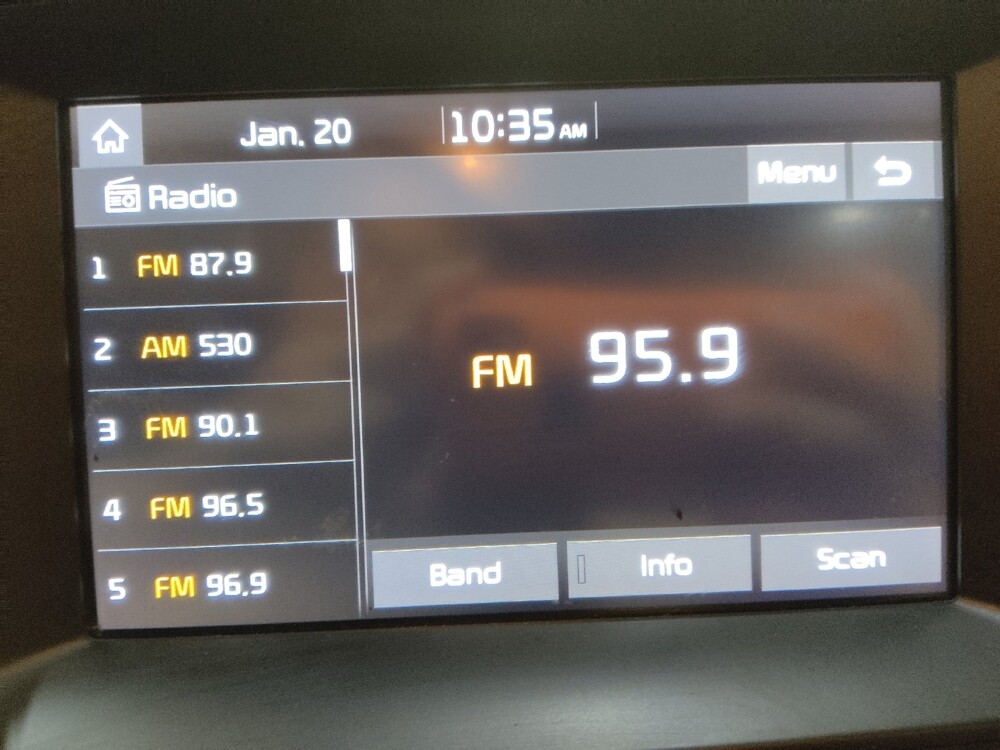 Jan. 20 10:35 AM
Radio Menu
1 FM 87.9
2 AM 530
3 FM 90.1
4 FM 96.5
5 FM 96.9
FM 95.9
Band Info Scan